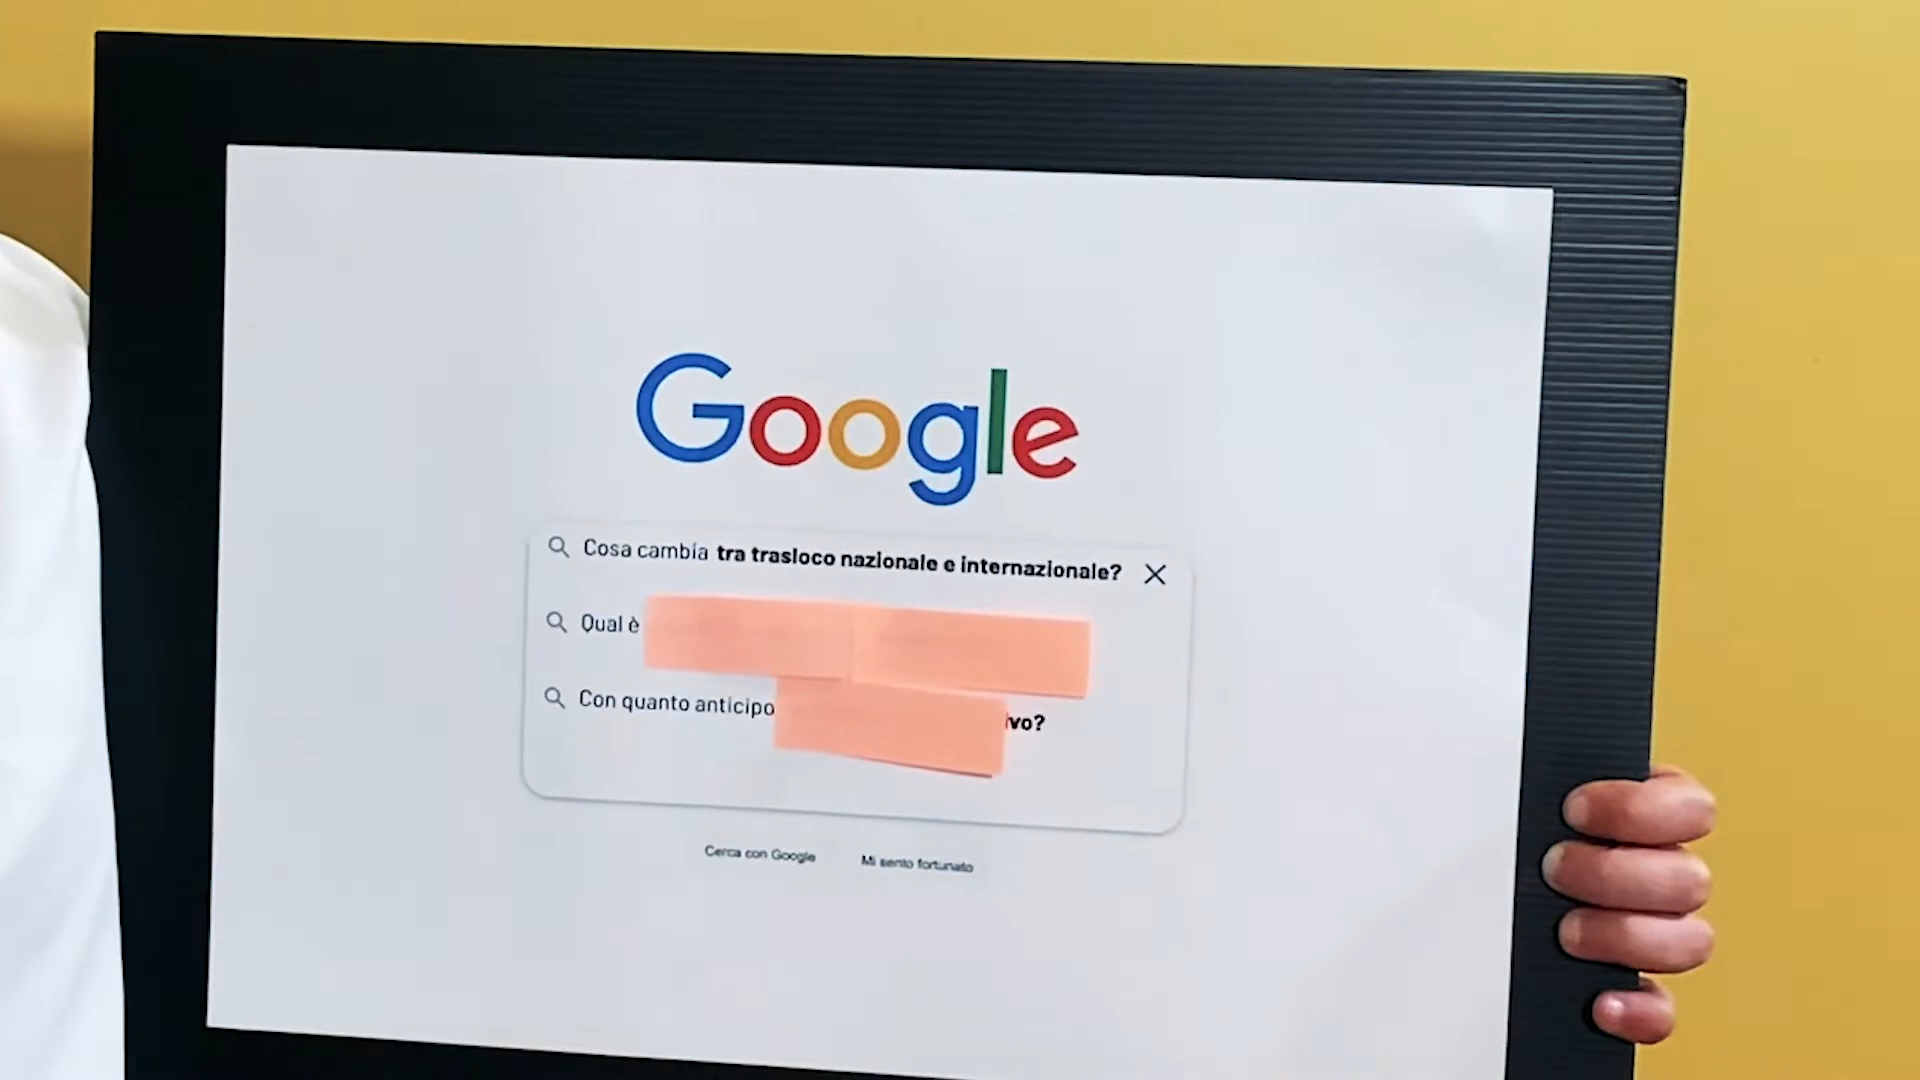 Google
Cosa cambia tra trasloco nazionale e internazionale?
Qual è
Con quanto anticipo ivo?
Cerca con Google
Mi sento fortunato